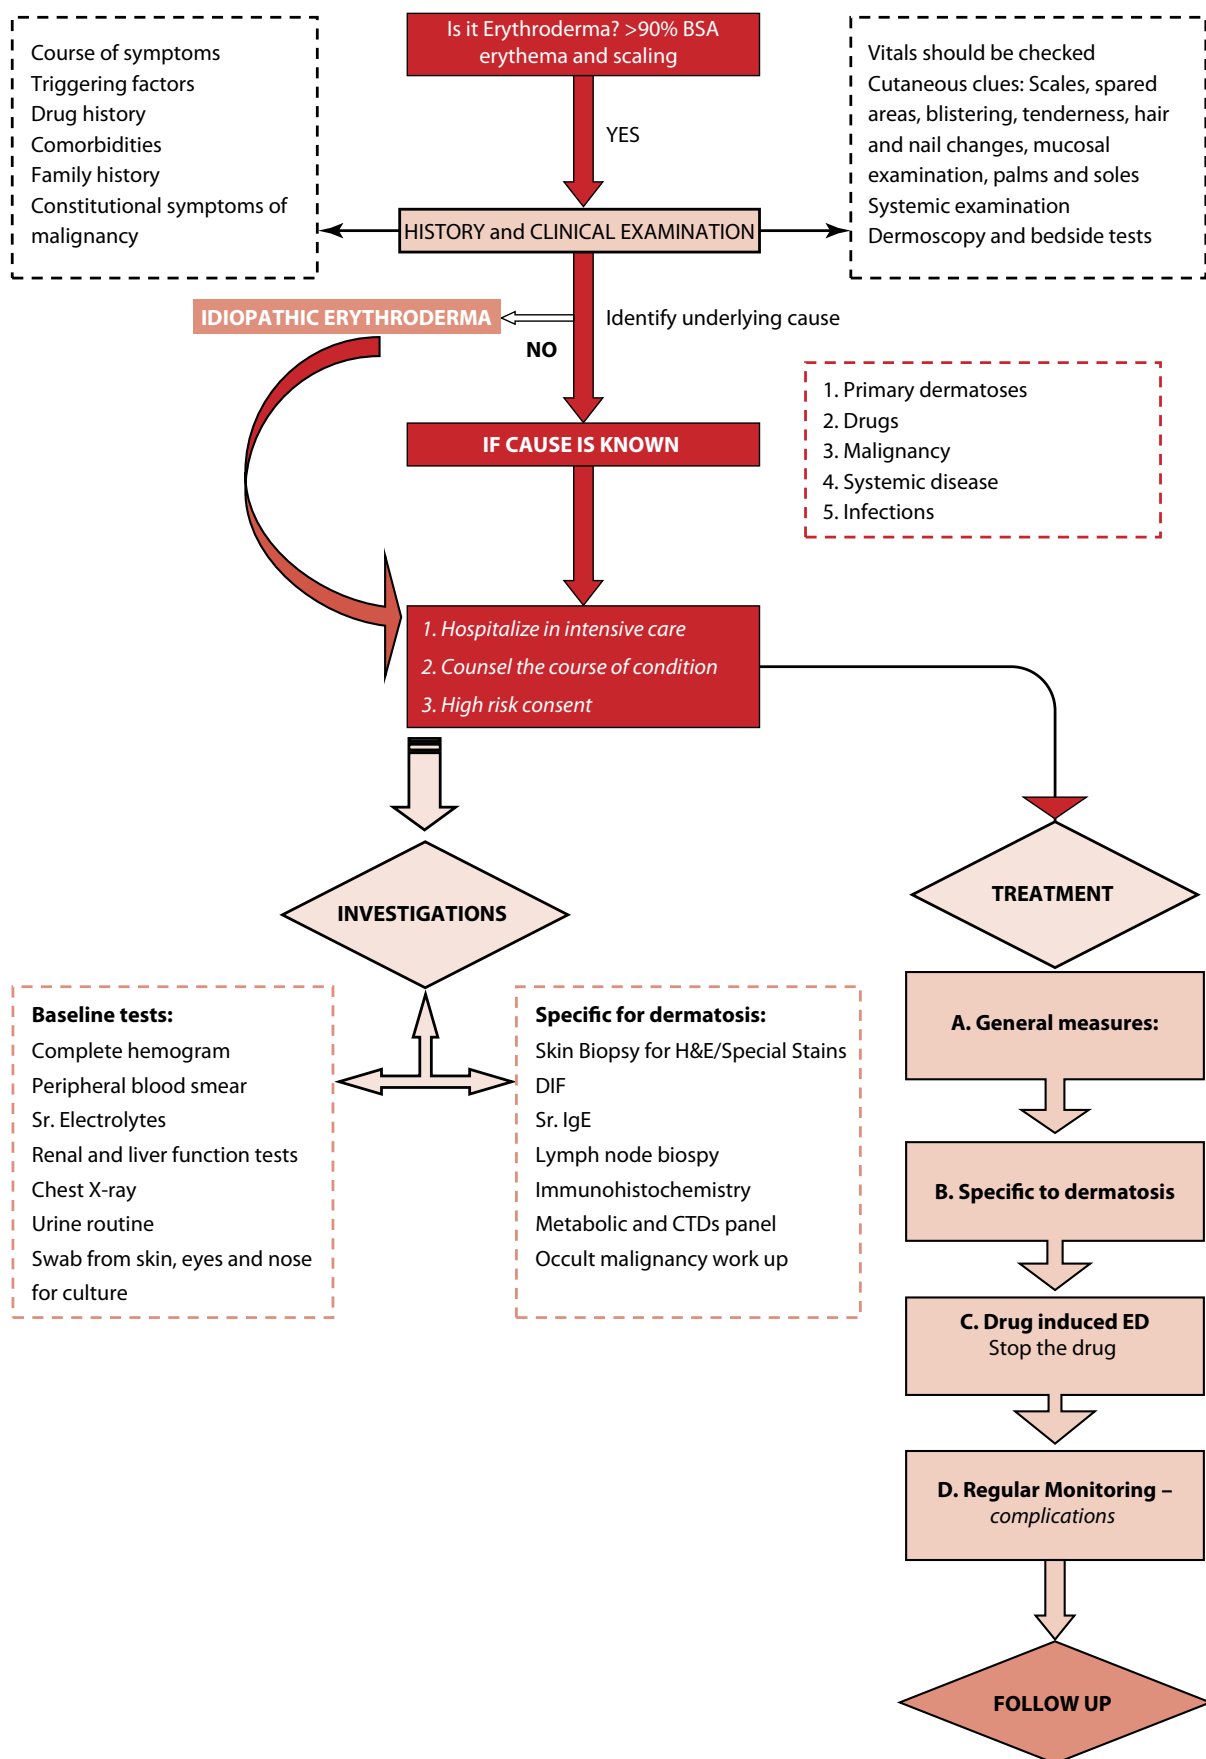 Is it Erythroderma? >90% BSA
erythema and scaling
Course of symptoms
Triggering factors
Drug history
Comorbidities
Family history
Constitutional symptoms of
malignancy
Vitals should be checked
Cutaneous clues: Scales, spared
areas, blistering, tenderness, hair
and nail changes, mucosal
examination, palms and soles
Systemic examination
Dermoscopy and bedside tests
YES
HISTORY and CLINICAL EXAMINATION
IDIOPATHIC ERYTHRODERMA
Identify underlying cause
NO
1. Primary dermatoses
2. Drugs
3. Malignancy
4. Systemic disease
5. Infections
IF CAUSE IS KNOWN
1. Hospitalize in intensive care
2. Counsel the course of condition
3. High risk consent
INVESTIGATIONS
TREATMENT
Baseline tests:
Complete hemogram
Peripheral blood smear
Sr. Electrolytes
Renal and liver function tests
Chest X-ray
Urine routine
Swab from skin, eyes and nose
for culture
Specific for dermatosis:
Skin Biopsy for H&E/Special Stains
DIF
Sr. IgE
Lymph node biospy
Immunohistochemistry
Metabolic and CTDs panel
Occult malignancy work up
A. General measures:
B. Specific to dermatosis
C. Drug induced ED
Stop the drug
D. Regular Monitoring –
complications
FOLLOW UP